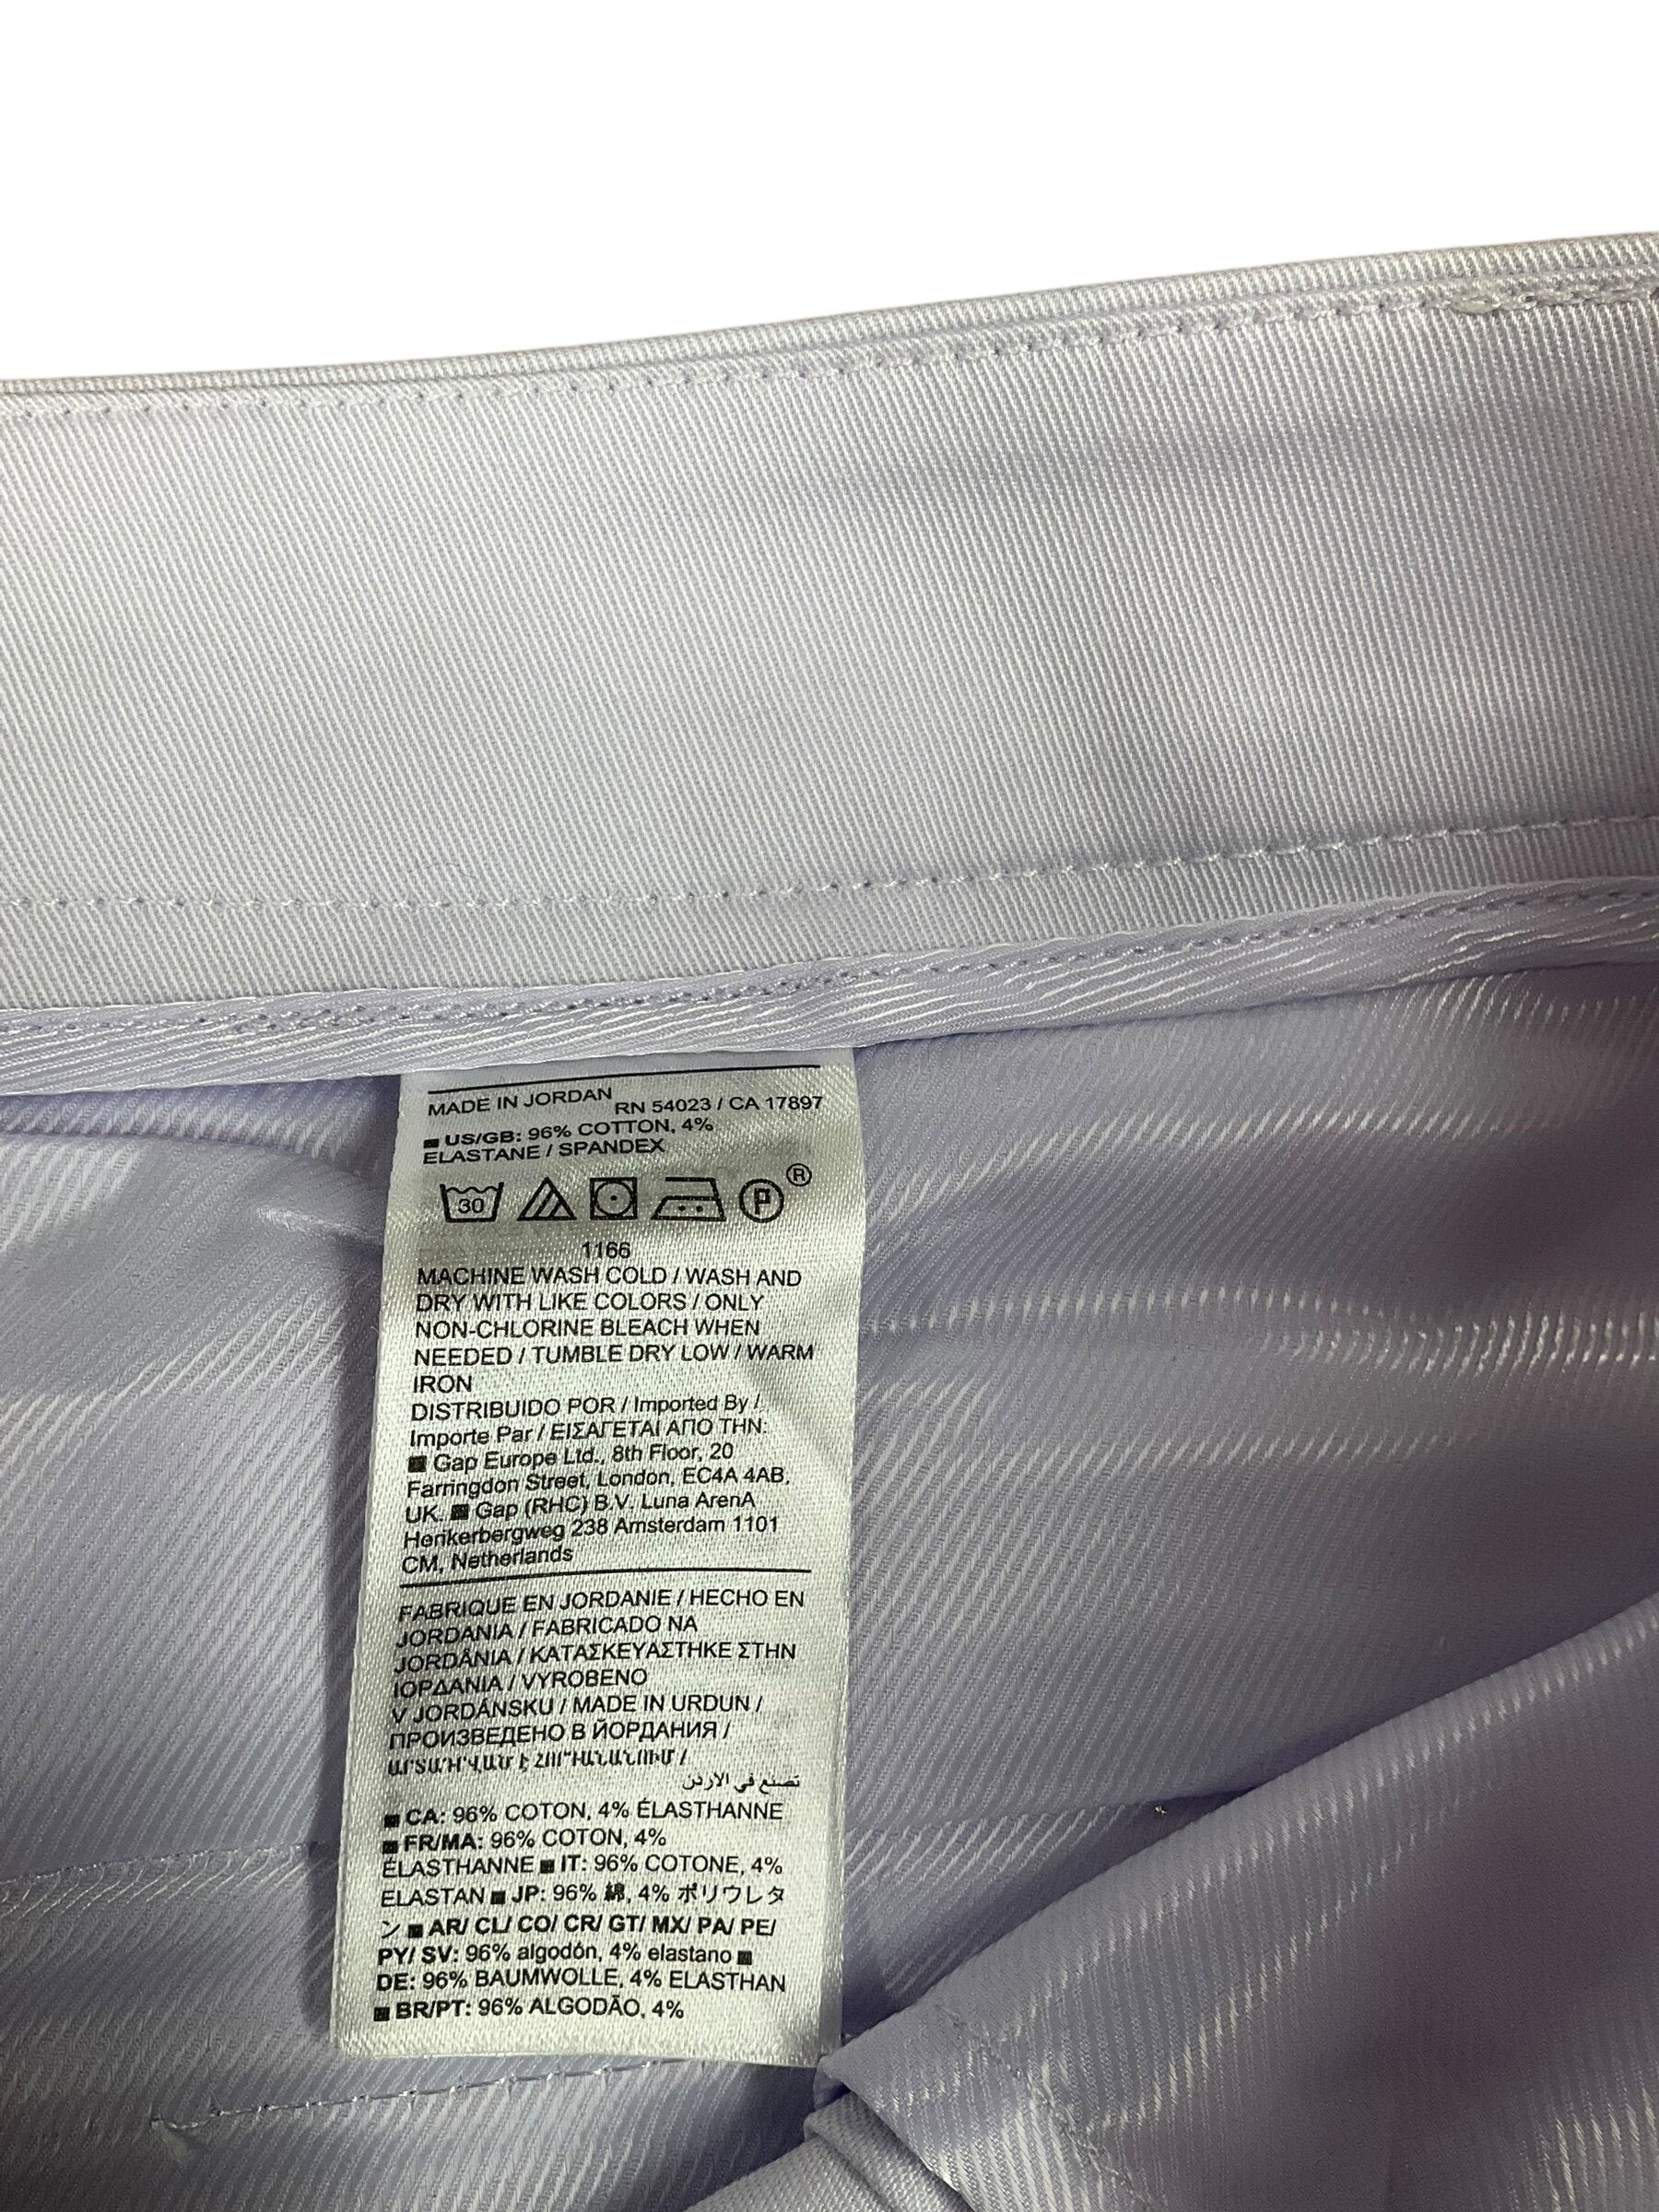 MADE IN JORDAN RN 54023 / CA 17897
US/GB: 96% COTTON, 4%
ELASTANE / SPANDEX
30 P ®
1166
MACHINE WASH COLD / WASH AND
DRY WITH LIKE COLORS / ONLY
NON-CHLORINE BLEACH WHEN
NEEDED / TUMBLE DRY LOW / WARM
IRON
DISTRIBUIDO POR / Imported By /
Importe Par / ΕΙΣΑΓΕΤΑΙ ΑΠΟ ΤΗΝ:
Gap Europe Ltd., 8th Floor, 20
Farringdon Street, London, EC4A 4AB,
UK. Gap (RHC) B.V. Luna ArenA
Herikerbergweg 238 Amsterdam 1101
CM, Netherlands
FABRIQUE EN JORDANIE / HECHO EN
JORDANIA / FABRICADO NA
JORDÂNIA / ΚΑΤΑΣΚΕΥΑΣΤΗΚΕ ΣΤΗΝ
ΙΟΡΔΑΝΙΑ / VYROBENO
V JORDÁNSKU / MADE IN URDUN /
ПРОИЗВЕДЕНО В ЙОРДАНИЯ /
تصنع في الاردن
CA: 96% COTON, 4% ÉLASTHANNE
FR/MA: 96% COTON, 4%
ÉLASTHANNE IT: 96% COTONE, 4%
ELASTAN JP: 96% 綿, 4% ポリウレタ
ン AR/ CL/ CO/ CR/ GT/ MX/ PA/ PE/
PY/ SV: 96% algodón, 4% elastano
DE: 96% BAUMWOLLE, 4% ELASTHAN
BR/PT: 96% ALGODÃO, 4%